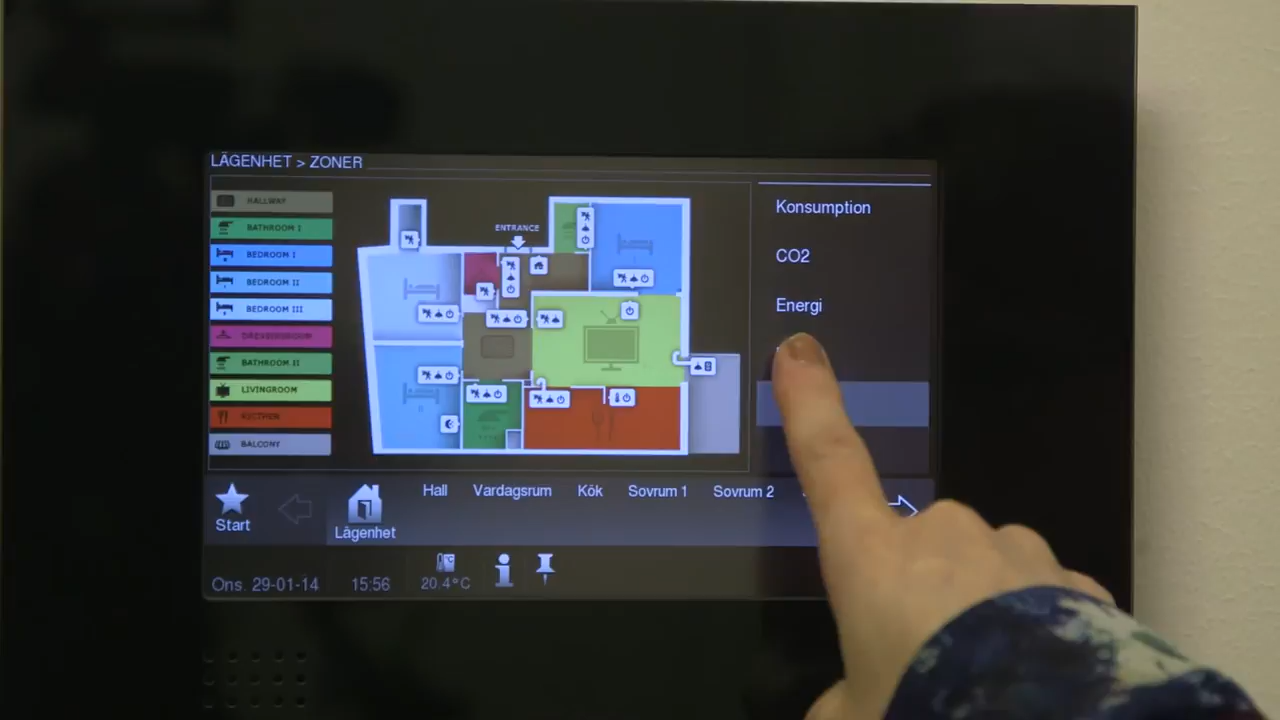 LÄGENHET > ZONER
HALLWAY
BATHROOM I
BEDROOM I
BEDROOM II
BEDROOM III
DRESSINGROOM
BATHROOM II
LIVINGROOM
KITCHEN
BALCONY
ENTRANCE
Konsumption
CO2
Energi
Start
Lägenhet
Hall Vardagsrum Kök Sovrum 1 Sovrum 2
Ons. 29-01-14 15:56 20.4°C